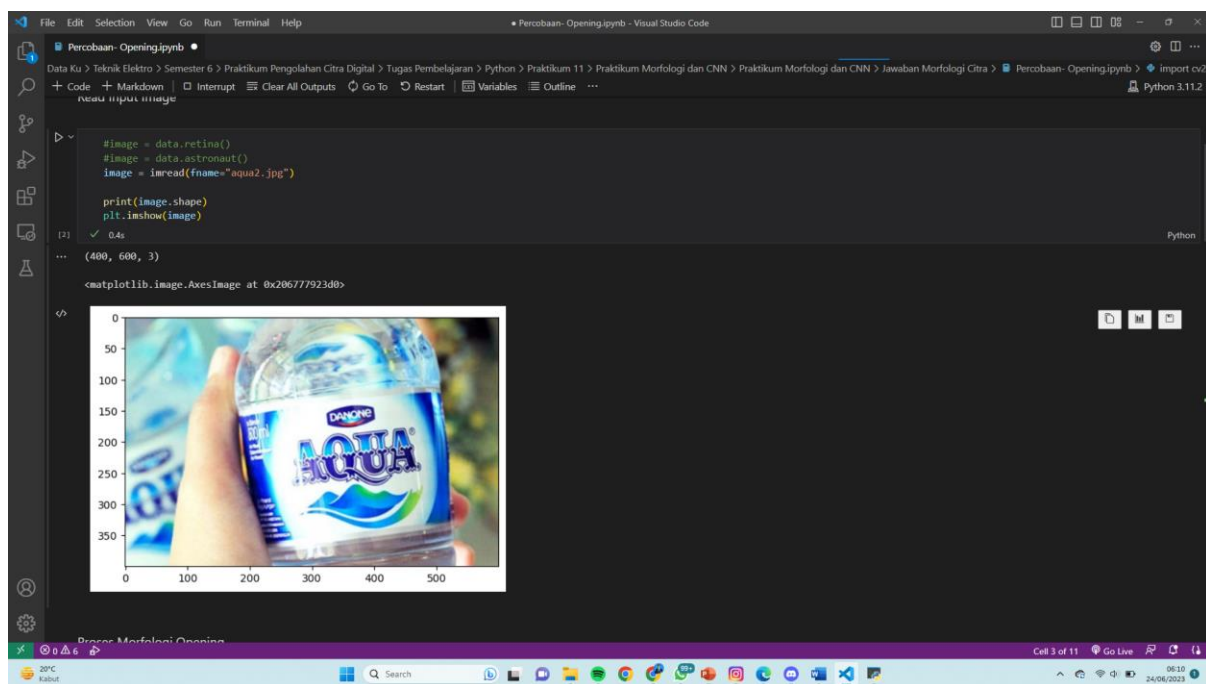 File Edit Selection View Go Run Terminal Help
● Percobaan- Opening.ipynb - Visual Studio Code
Percobaan- Opening.ipynb ●
Data Ku > Teknik Elektro > Semester 6 > Praktikum Pengolahan Citra Digital > Tugas Pembelajaran > Python > Praktikum 11 > Praktikum Morfologi dan CNN > Praktikum Morfologi dan CNN > Jawaban Morfologi Citra > Percobaan- Opening.ipynb > import cv2
+ Code + Markdown Interrupt Clear All Outputs Go To Restart Variables Outline ... Python 3.11.2
Read Input Image
#image = data.retina()
#image = data.astronaut()
image = imread(fname="aqua2.jpg")
print(image.shape)
plt.imshow(image)
[2] ✓ 0.4s Python
... (400, 600, 3)
<matplotlib.image.AxesImage at 0x206777923d0>
0
50
100
150
200
250
300
350
0 100 200 300 400 500
DANONE
AQUA
600 ml
Proses Morfologi Opening
0 6 Cell 3 of 11 Go Live
20°C
Kabut
Search
99+
06:10
24/06/2023